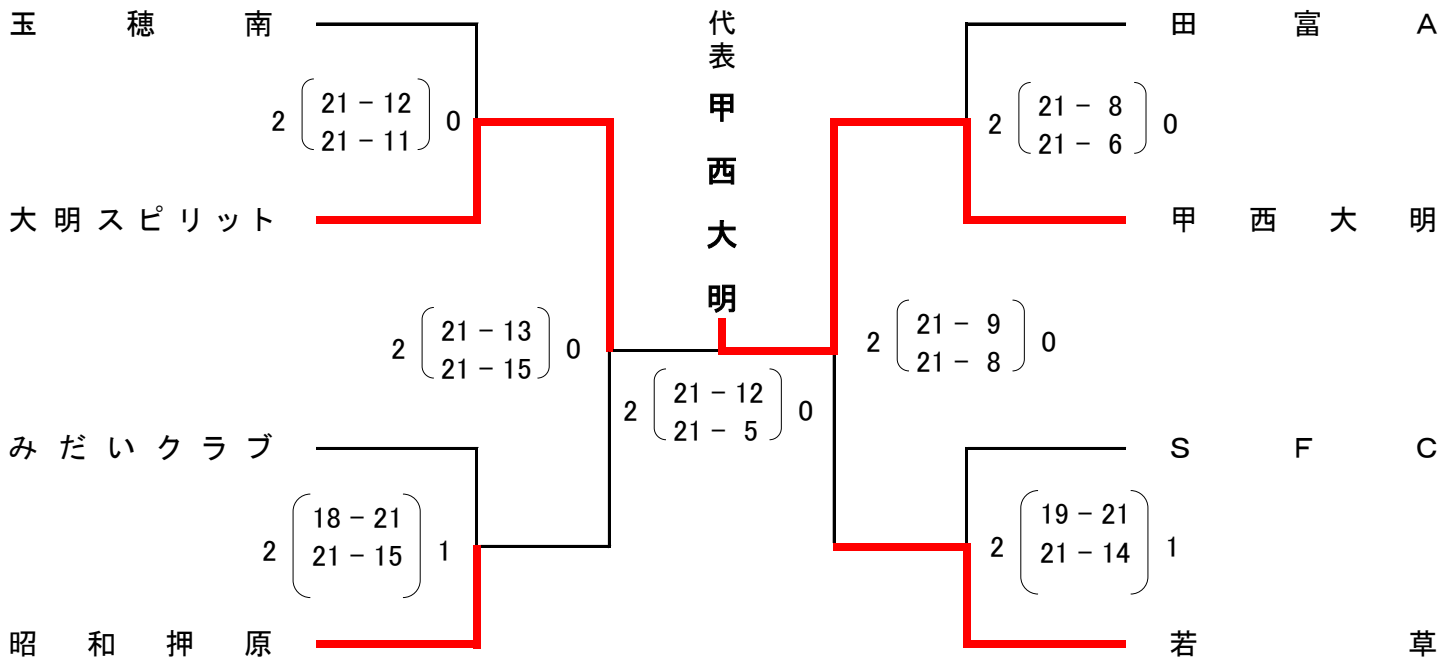 玉穂南
代表 甲西大明
田富A
2 21 − 12 0
21 − 11
2 21 − 8 0
21 − 6
大明スピリット
甲西大明
2 21 − 13 0
21 − 15
2 21 − 9 0
21 − 8
2 21 − 12 0
21 − 5
みだいクラブ
SFC
2 18 − 21 1
21 − 15
2 19 − 21 1
21 − 14
昭和押原
若草